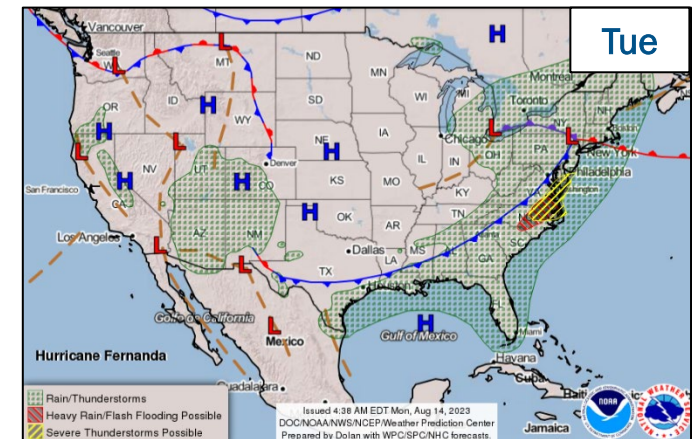 Tue
Vancouver
Seattle
L
H
MT
ND
MN
Montreal
OR
ID
WY
SD
WI
MI
Toronto
NH
NY
H
H
L
L
L
L
NE
H
IA
Chicago
IL
IN
OH
PA
New York
Philadelphia
NV
UT
Denver
CO
H
KS
MO
KY
VA
San Francisco
CA
H
H
OK
AR
TN
SC
Los Angeles
AZ
NM
Dallas
MS
GA
L
L
TX
LA
FL
Golfo de California
L
Mexico
H
Gulf of Mexico
Miami
Havana
Cuba
Hurricane Fernanda
Guadalajara
Jamaica
Rain/Thunderstorms
Heavy Rain/Flash Flooding Possible
Severe Thunderstorms Possible
Issued 4:38 AM EDT Mon, Aug 14, 2023
DOC/NOAA/NWS/NCEP/Weather Prediction Center
Prepared by Dolan with WPC/SPC/NHC forecasts.
NOAA